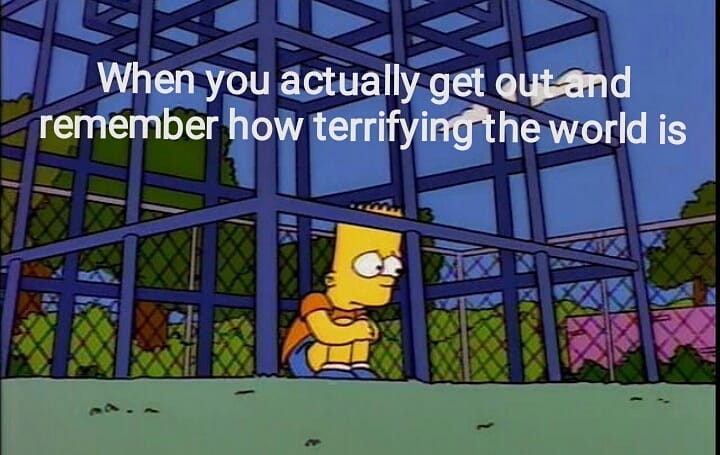 When you actually get out and
remember how terrifying the world is